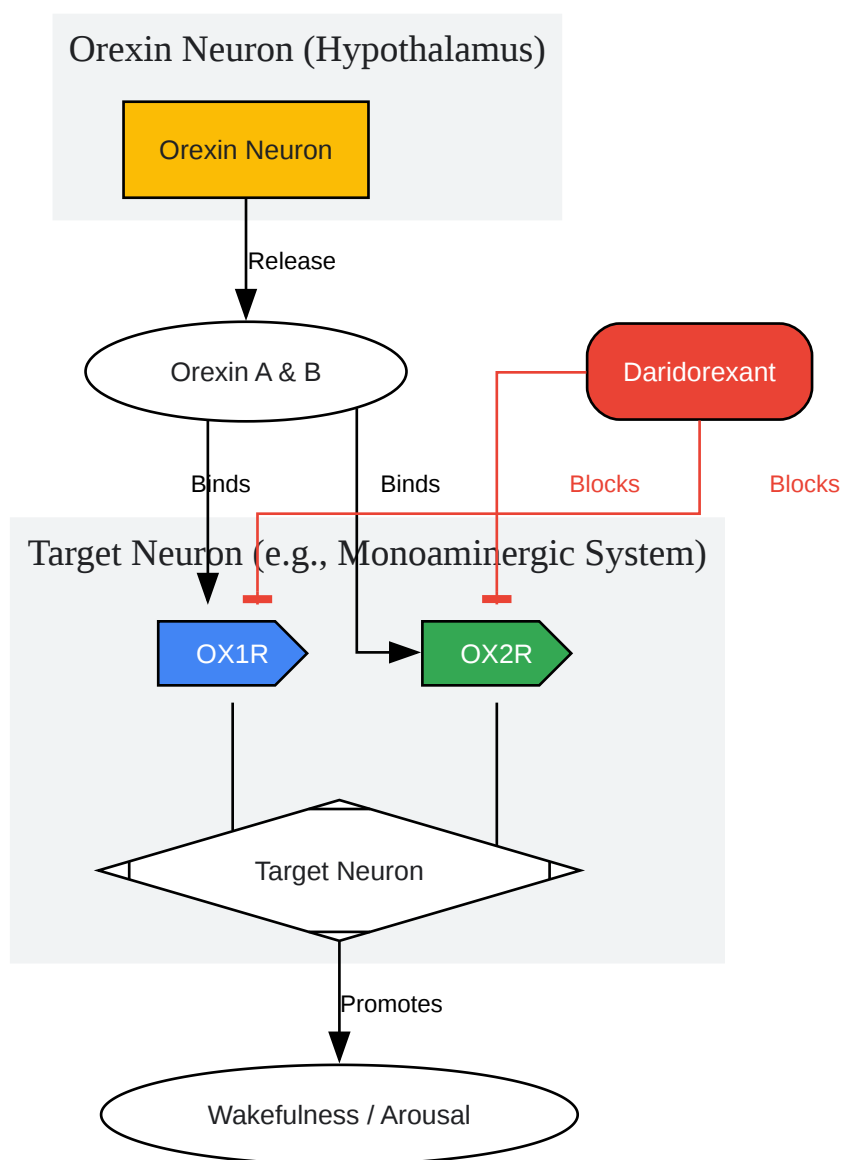 Orexin Neuron (Hypothalamus)
Orexin Neuron
Release
Orexin A & B
Daridorexant
Binds
Binds
Blocks
Blocks
Target Neuron (e.g., Monoaminergic System)
OX1R
OX2R
Target Neuron
Promotes
Wakefulness / Arousal